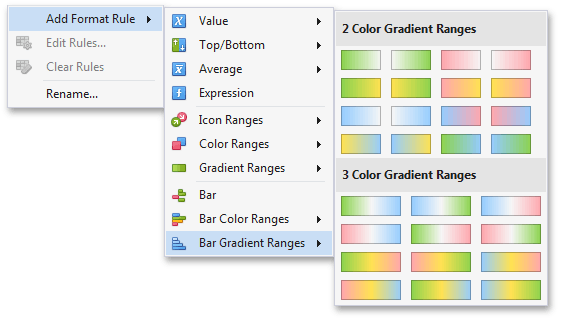 Add Format Rule
Edit Rules...
Clear Rules
Rename...
Value
Top/Bottom
Average
Expression
Icon Ranges
Color Ranges
Gradient Ranges
Bar
Bar Color Ranges
Bar Gradient Ranges
2 Color Gradient Ranges
3 Color Gradient Ranges